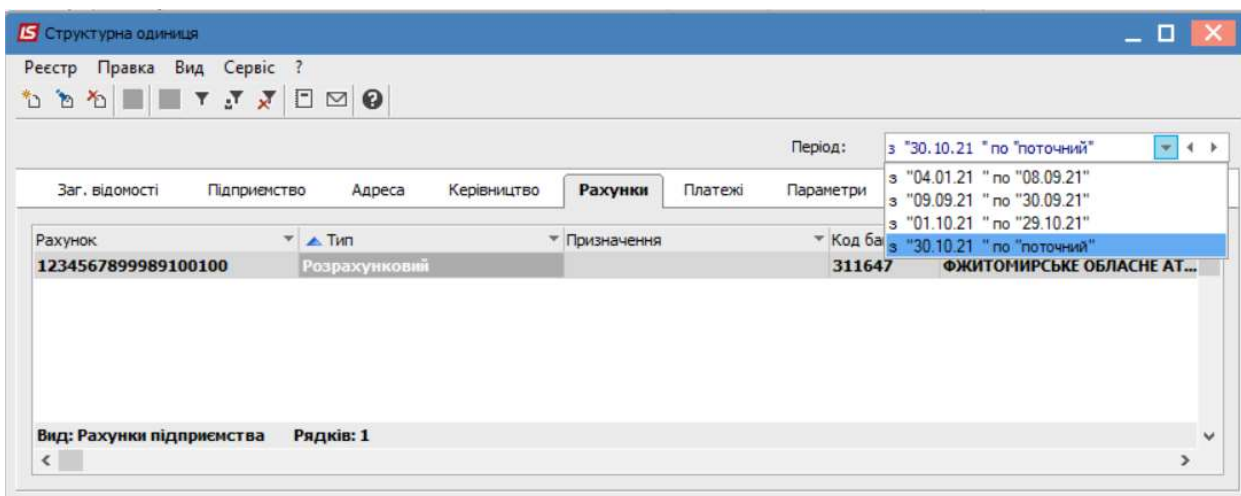 Структурна одиниця
Реєстр Правка Вид Сервіс ?
Період: з "30.10.21 " по "поточний"
з "04.01.21 " по "08.09.21"
з "09.09.21 " по "30.09.21"
з "01.10.21 " по "29.10.21"
з "30.10.21 " по "поточний"
Заг. відомості Підприємство Адреса Керівництво Рахунки Платежі Параметри
Рахунок Тип Призначення Код ба
1234567899989100100 Розрахунковий 311647 ФЖИТОМИРСЬКЕ ОБЛАСНЕ АТ...
Вид: Рахунки підприємства Рядків: 1